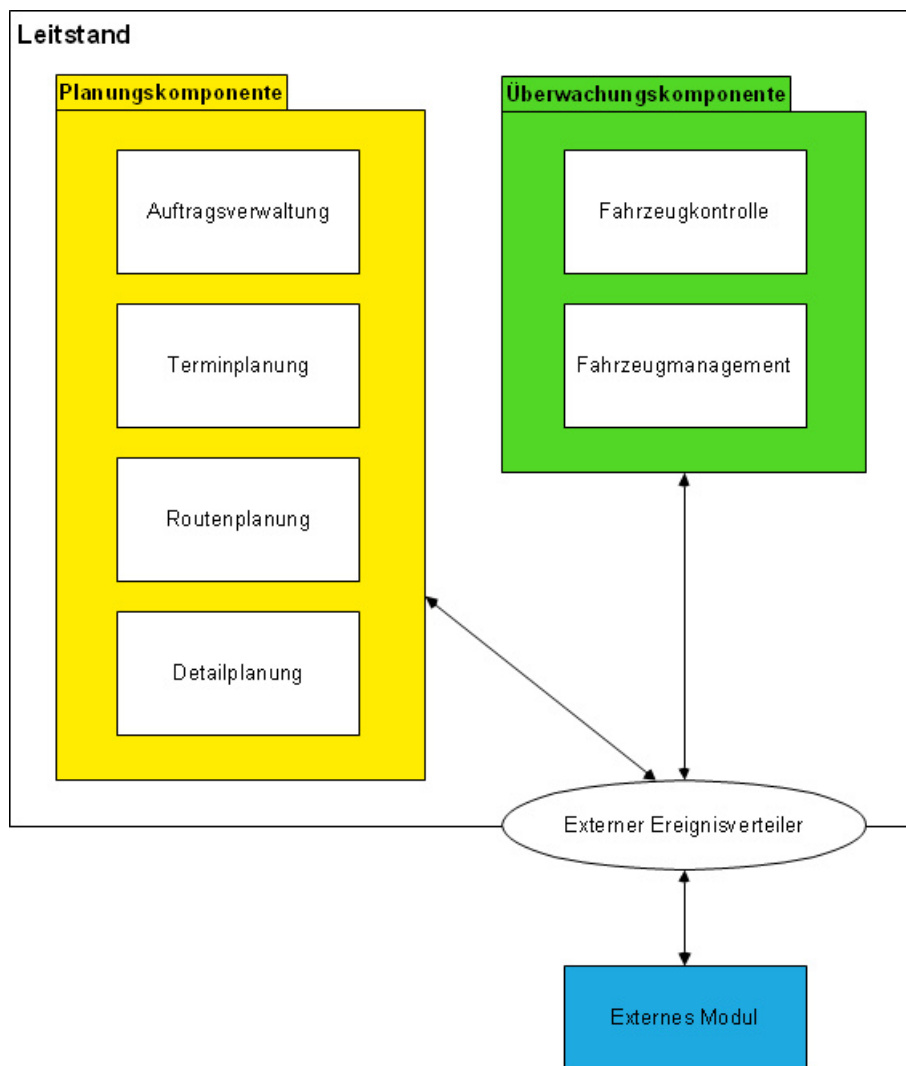 Leitstand
Planungskomponente
Auftragsverwaltung
Terminplanung
Routenplanung
Detailplanung
Überwachungskomponente
Fahrzeugkontrolle
Fahrzeugmanagement
Externer Ereignisverteiler
Externes Modul